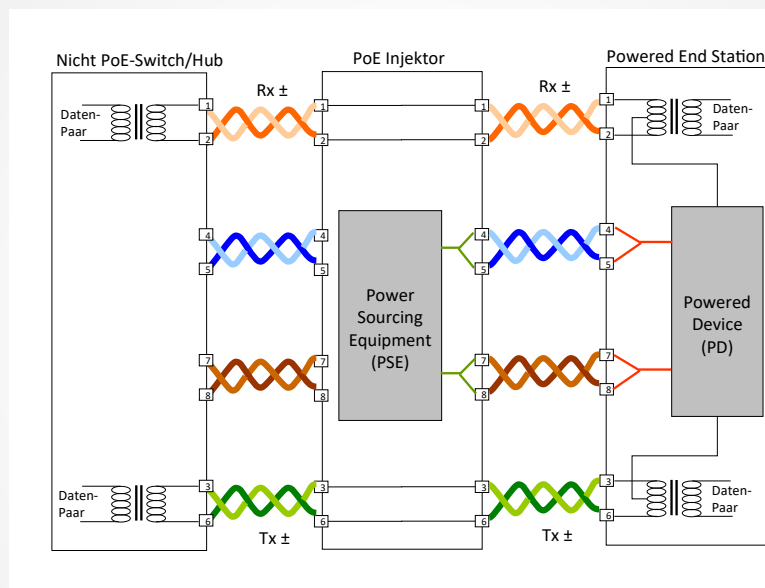 Nicht PoE-Switch/Hub
PoE Injektor
Powered End Station
Rx ±
Rx ±
Daten-
Paar
1
2
1
2
1
2
1
2
Daten-
Paar
4
5
4
5
4
5
4
5
Power
Sourcing
Equipment
(PSE)
Powered
Device
(PD)
7
8
7
8
7
8
7
8
Daten-
Paar
3
6
3
6
3
6
3
6
Daten-
Paar
Tx ±
Tx ±